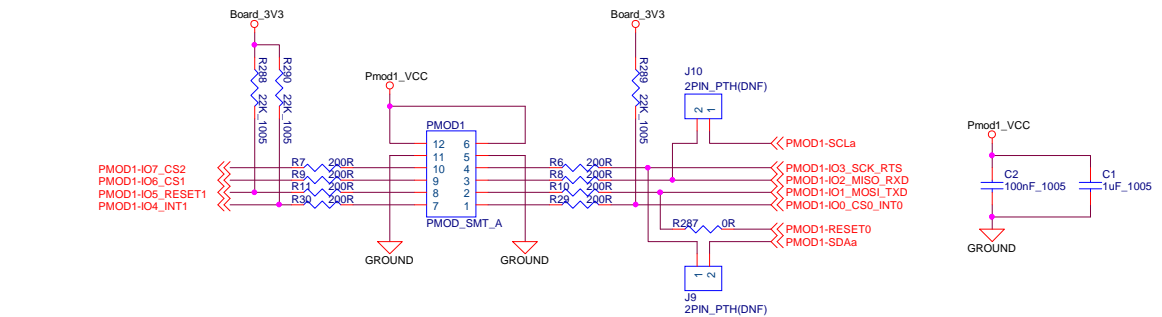 Board_3V3
Board_3V3
R288
22K_1005
R290
22K_1005
Pmod1_VCC
R289
22K_1005
J10
2PIN_PTH(DNF)
2 1
PMOD1
12 6
11 5
10 4
9 3
8 2
7 1
PMOD_SMT_A
PMOD1-IO7_CS2
PMOD1-IO6_CS1
PMOD1-IO5_RESET1
PMOD1-IO4_INT1
R7 200R
R9 200R
R11 200R
R30 200R
R6 200R
R8 200R
R10 200R
R29 200R
PMOD1-SCLa
PMOD1-IO3_SCK_RTS
PMOD1-IO2_MISO_RXD
PMOD1-IO1_MOSI_TXD
PMOD1-IO0_CS0_INT0
R287 0R
PMOD1-RESET0
PMOD1-SDAa
GROUND
GROUND
1 2
J9
2PIN_PTH(DNF)
Pmod1_VCC
C2
100nF_1005
C1
1uF_1005
GROUND